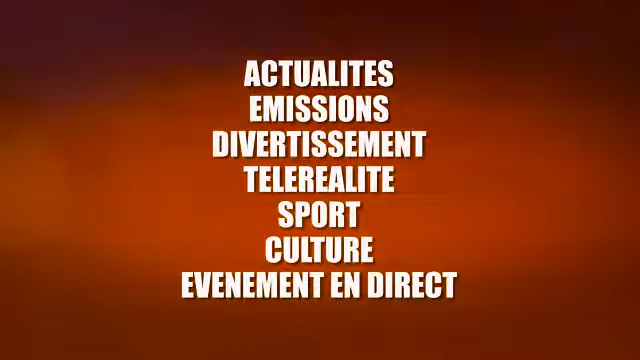 ACTUALITES
EMISSIONS
DIVERTISSEMENT
TELEREALITE
SPORT
CULTURE
EVENEMENT EN DIRECT